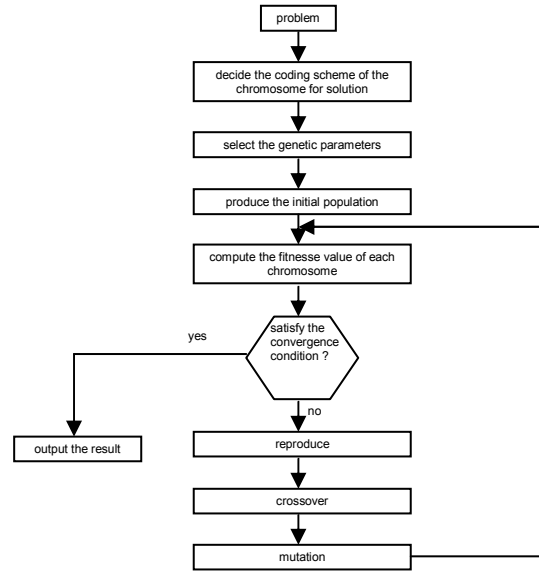 problem
decide the coding scheme of the
chromosome for solution
select the genetic parameters
produce the initial population
compute the fitnesse value of each
chromosome
satisfy the
convergence
condition ?
yes
no
output the result
reproduce
crossover
mutation